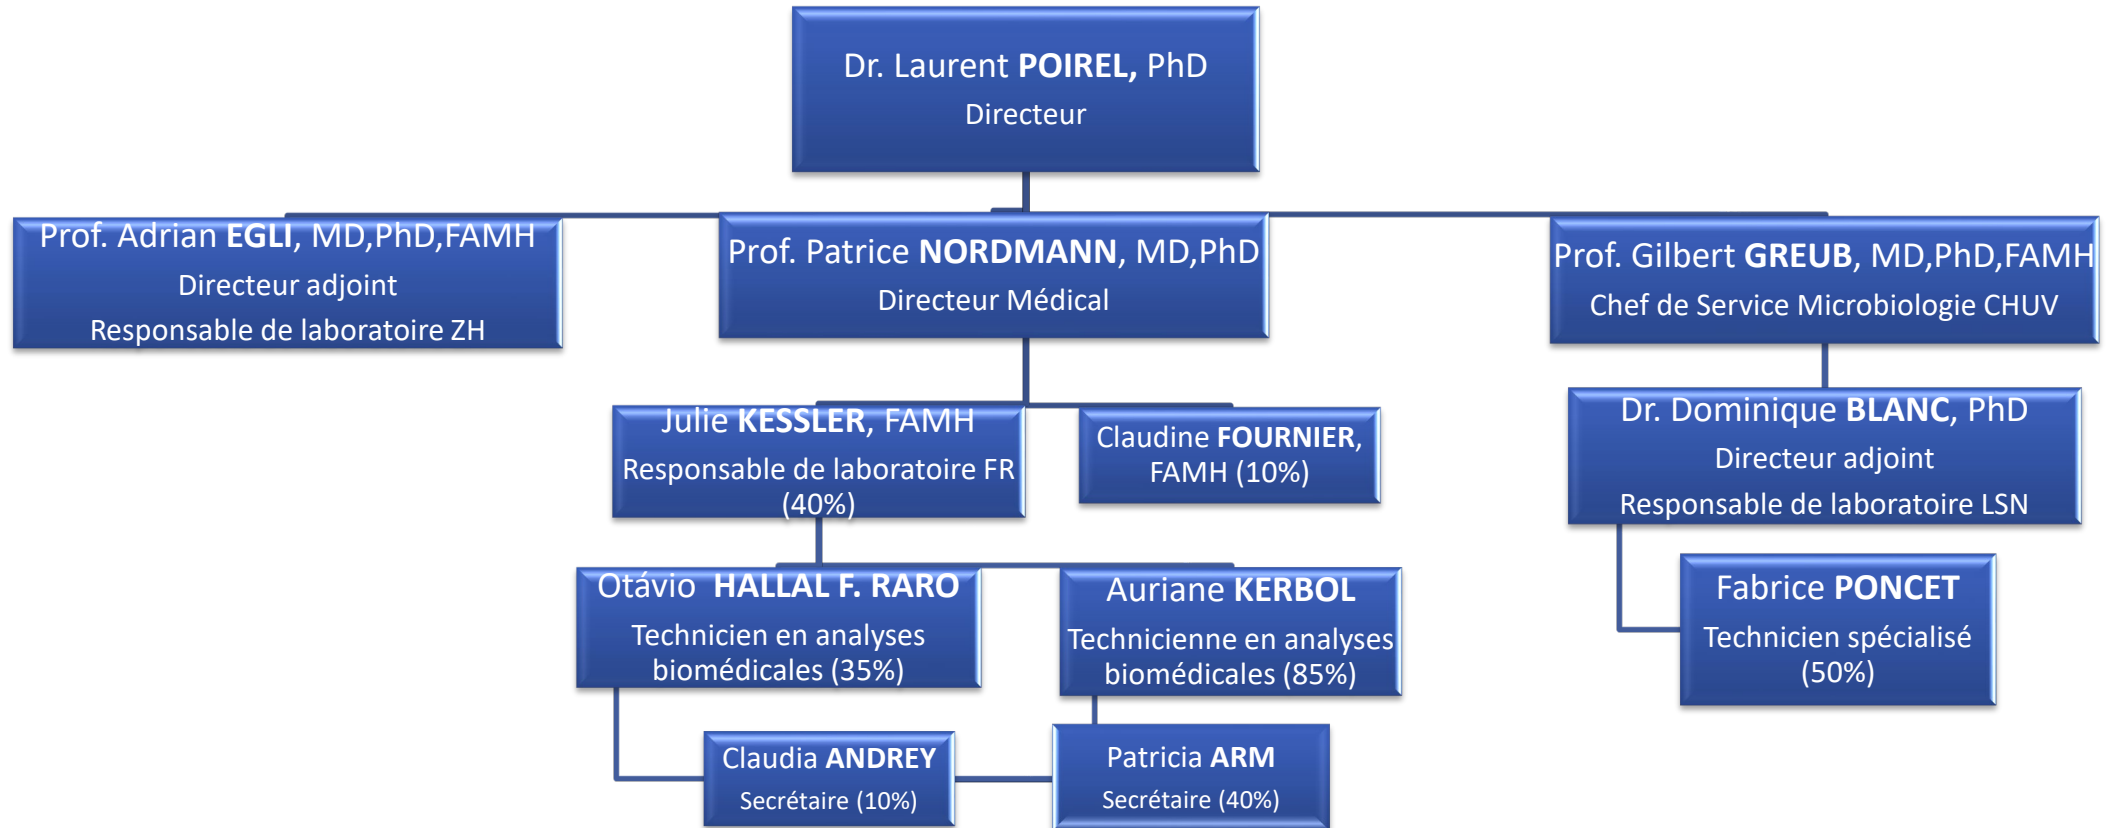 Dr. Laurent POIREL, PhD
Directeur
Prof. Adrian EGLI, MD,PhD,FAMH
Directeur adjoint
Responsable de laboratoire ZH
Prof. Patrice NORDMANN, MD,PhD
Directeur Médical
Prof. Gilbert GREUB, MD,PhD,FAMH
Chef de Service Microbiologie CHUV
Julie KESSLER, FAMH
Responsable de laboratoire FR
(40%)
Claudine FOURNIER,
FAMH (10%)
Dr. Dominique BLANC, PhD
Directeur adjoint
Responsable de laboratoire LSN
Otávio HALLAL F. RARO
Technicien en analyses
biomédicales (35%)
Auriane KERBOL
Technicienne en analyses
biomédicales (85%)
Fabrice PONCET
Technicien spécialisé
(50%)
Claudia ANDREY
Secrétaire (10%)
Patricia ARM
Secrétaire (40%)